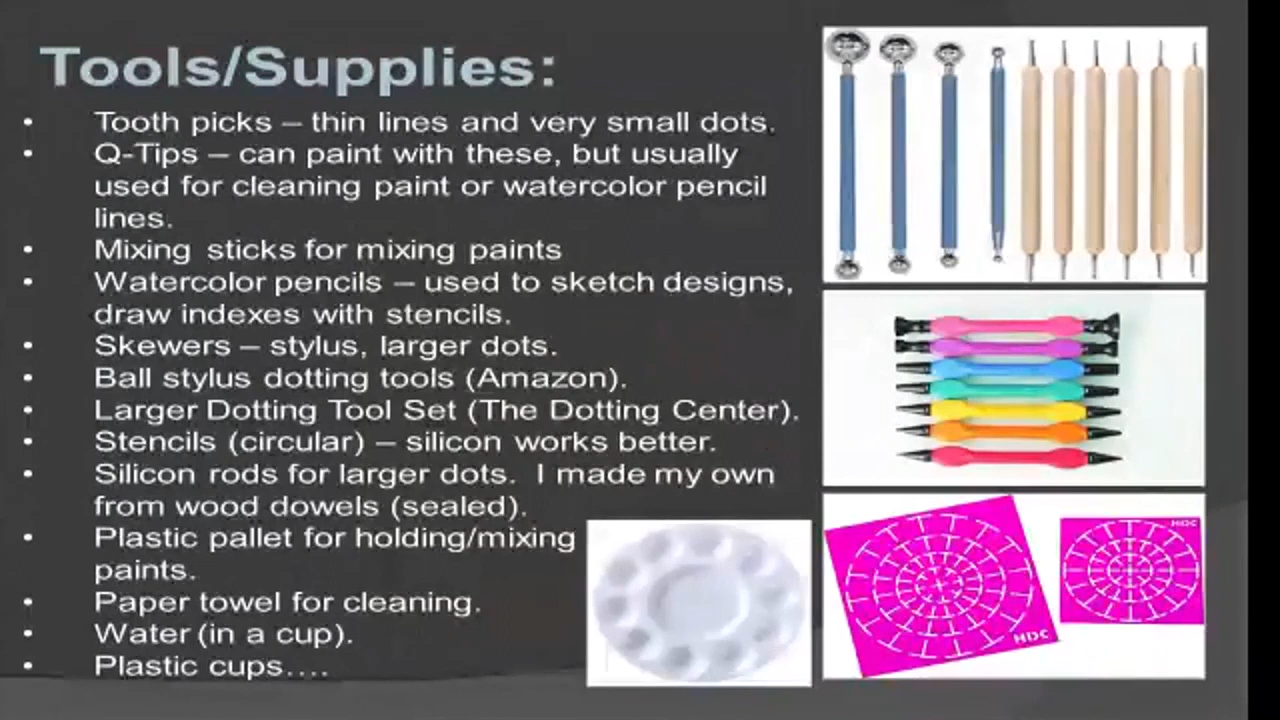 Tools/Supplies:
• Tooth picks – thin lines and very small dots.
• Q-Tips – can paint with these, but usually
used for cleaning paint or watercolor pencil
lines.
• Mixing sticks for mixing paints
• Watercolor pencils – used to sketch designs,
draw indexes with stencils.
• Skewers – stylus, larger dots.
• Ball stylus dotting tools (Amazon).
• Larger Dotting Tool Set (The Dotting Center).
• Stencils (circular) – silicon works better.
• Silicon rods for larger dots. I made my own
from wood dowels (sealed).
• Plastic pallet for holding/mixing
paints.
• Paper towel for cleaning.
• Water (in a cup).
• Plastic cups….
HDC
HDC